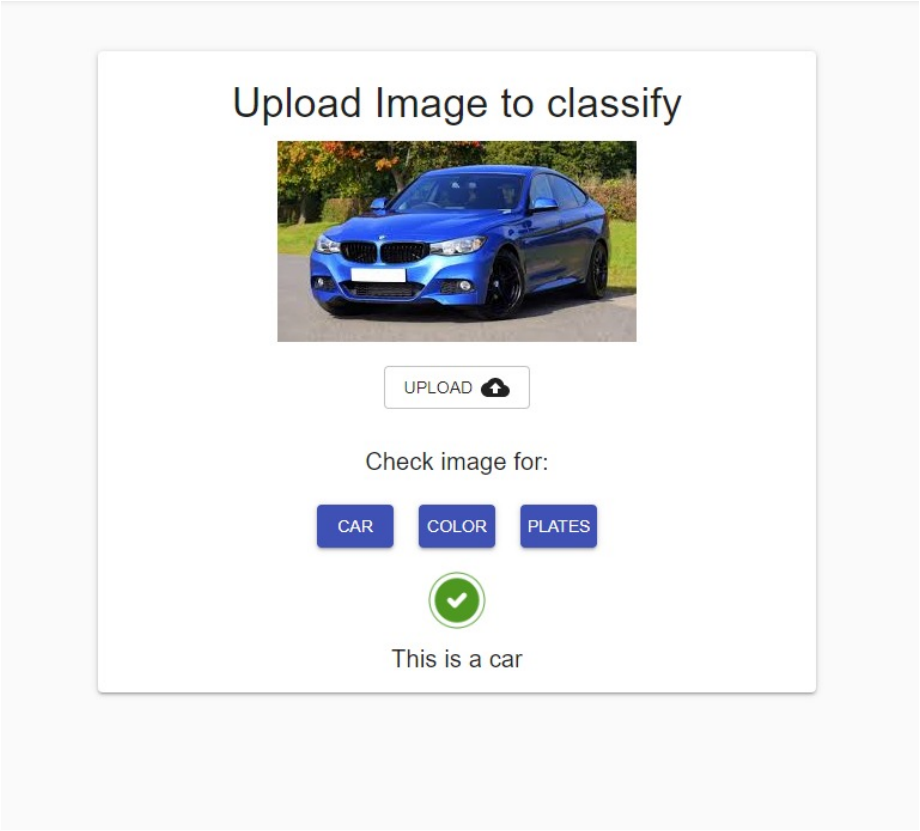 Upload Image to classify
UPLOAD
Check image for:
CAR COLOR PLATES
This is a car